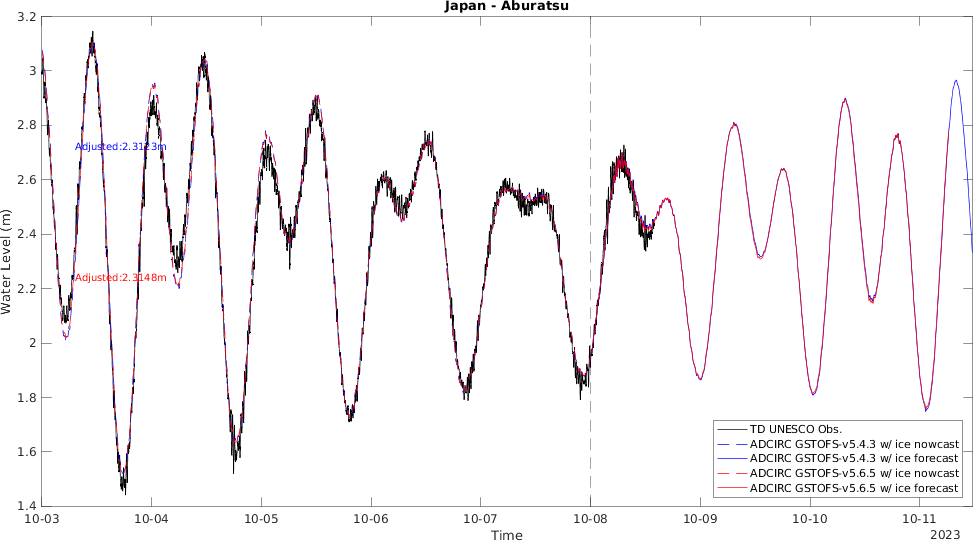 Japan - Aburatsu
3.2
3
2.8
2.6
2.4
2.2
2
1.8
1.6
1.4
Water Level (m)
Adjusted:2.3123m
Adjusted:2.3148m
TD UNESCO Obs.
ADCIRC GSTOFS-v5.4.3 w/ ice nowcast
ADCIRC GSTOFS-v5.4.3 w/ ice forecast
ADCIRC GSTOFS-v5.6.5 w/ ice nowcast
ADCIRC GSTOFS-v5.6.5 w/ ice forecast
10-03 10-04 10-05 10-06 10-07 10-08 10-09 10-10 10-11
Time
2023